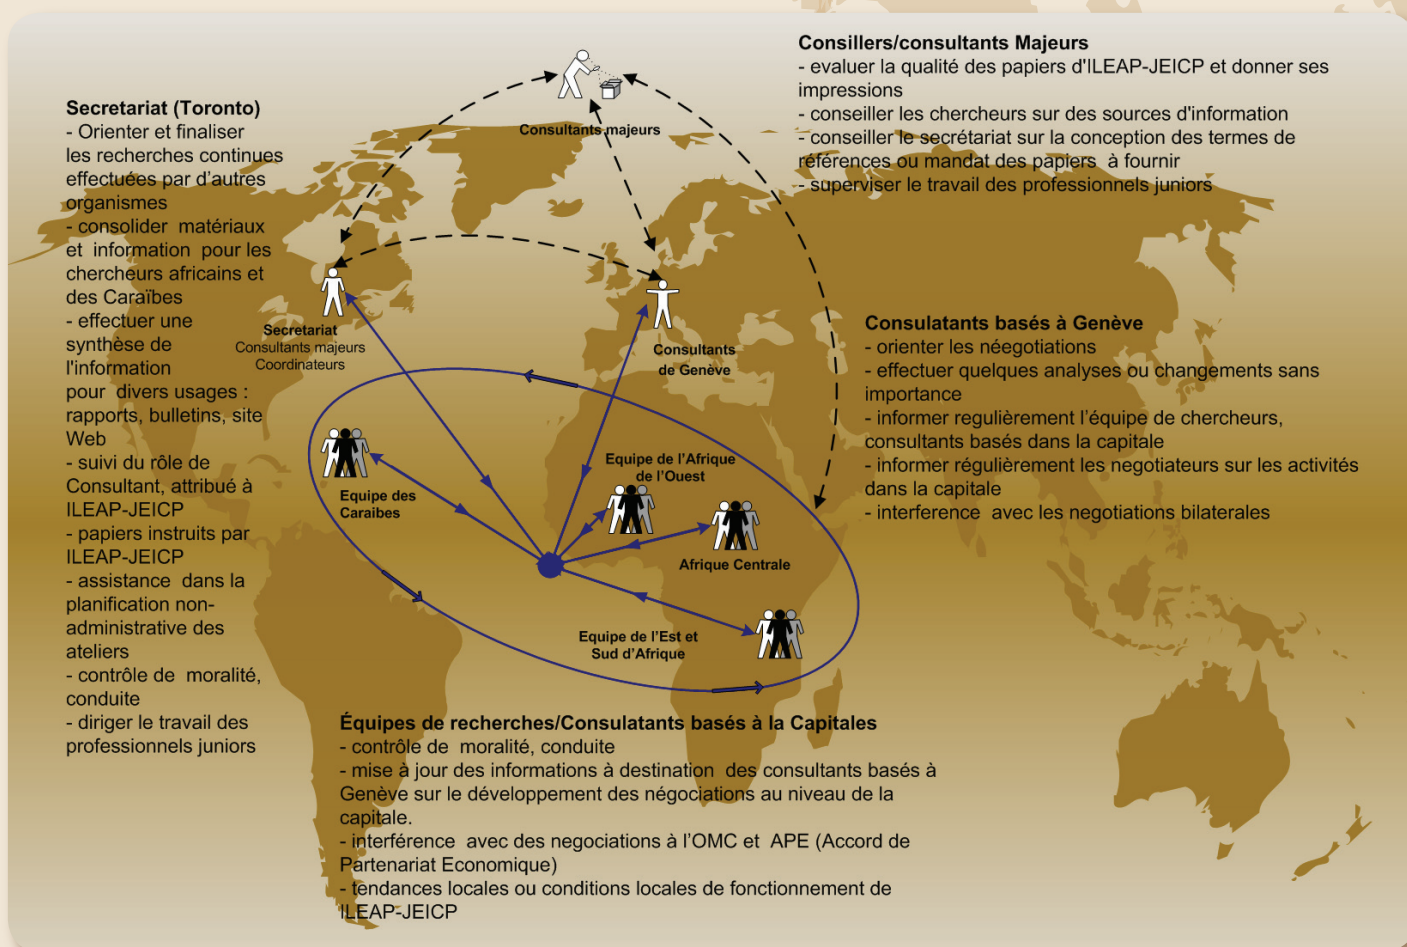 Secretariat (Toronto)
- Orienter et finaliser
les recherches continues
effectuées par d'autres
organismes
- consolider matériaux
et information pour les
chercheurs africains et
des Caraïbes
- effectuer une
synthèse de
l'information
pour divers usages :
rapports, bulletins, site
Web
- suivi du rôle de
Consultant, attribué à
ILEAP-JEICP
- papiers instruits par
ILEAP-JEICP
- assistance dans la
planification non-
administrative des
ateliers
- contrôle de moralité,
conduite
- diriger le travail des
professionnels juniors
Consultants majeurs
Consillers/consultants Majeurs
- evaluer la qualité des papiers d'ILEAP-JEICP et donner ses
impressions
- conseiller les chercheurs sur des sources d'information
- conseiller le secrétariat sur la conception des termes de
références ou mandat des papiers à fournir
- superviser le travail des professionnels juniors
Secretariat
Consultants majeurs
Coordinateurs
Consultants
de Genève
Consulatants basés à Genève
- orienter les néegotiations
- effectuer quelques analyses ou changements sans
importance
- informer regulièrement l'équipe de chercheurs,
consultants basés dans la capitale
- informer régulièrement les negotiateurs sur les activités
dans la capitale
- interference avec les negotiations bilaterales
Equipe des
Caraibes
Equipe de l'Afrique
de l'Ouest
Afrique Centrale
Equipe de l'Est et
Sud d'Afrique
Équipes de recherches/Consulatants basés à la Capitales
- contrôle de moralité, conduite
- mise à jour des informations à destination des consultants basés à
Genève sur le développement des négociations au niveau de la
capitale.
- interférence avec des negociations à l'OMC et APE (Accord de
Partenariat Economique)
- tendances locales ou conditions locales de fonctionnement de
ILEAP-JEICP